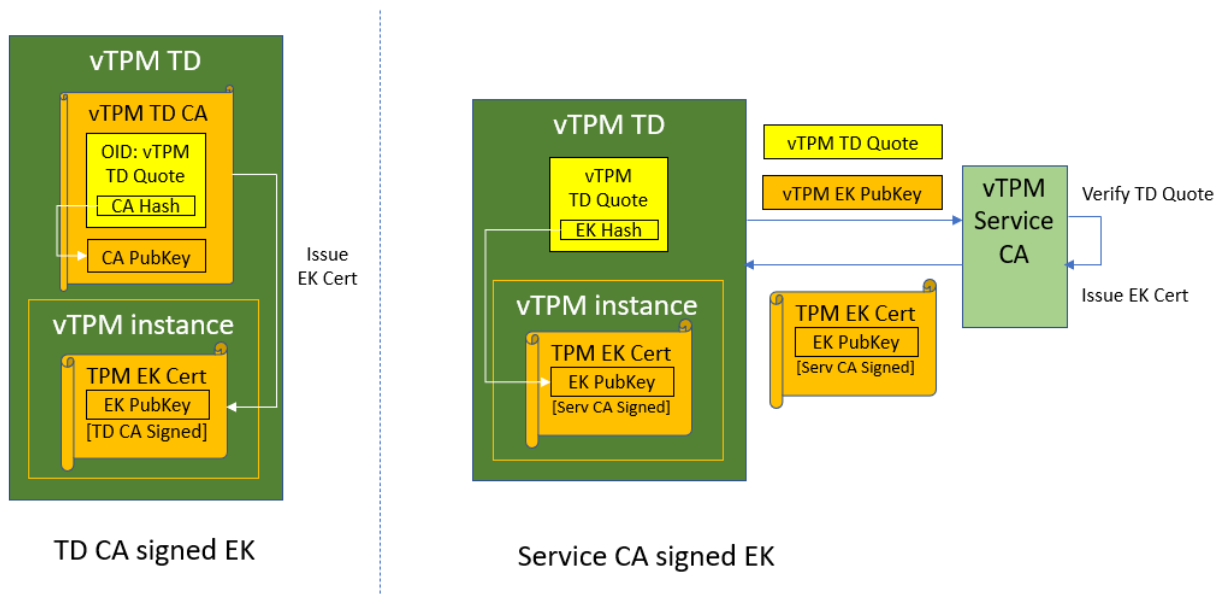 vTPM TD
vTPM TD CA
OID: vTPM
TD Quote
CA Hash
CA PubKey
Issue
EK Cert
vTPM instance
TPM EK Cert
EK PubKey
[TD CA Signed]
TD CA signed EK
vTPM TD
vTPM
TD Quote
EK Hash
vTPM instance
TPM EK Cert
EK PubKey
[Serv CA Signed]
vTPM TD Quote
vTPM EK PubKey
TPM EK Cert
EK PubKey
[Serv CA Signed]
vTPM
Service
CA
Verify TD Quote
Issue EK Cert
Service CA signed EK